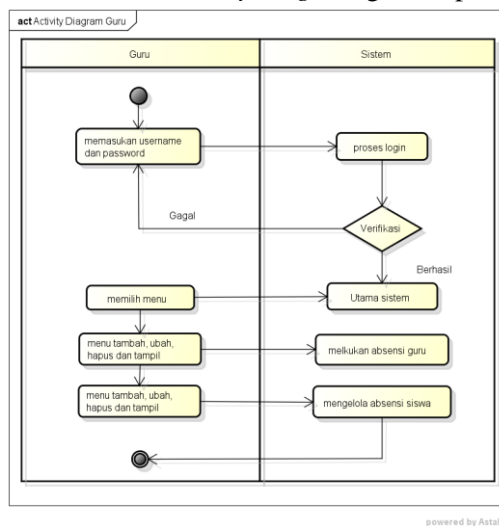 act Activity Diagram Guru
Guru
Sistem
memasukan username
dan password
proses login
Gagal
Verifikasi
Berhasil
memilih menu
Utama sistem
menu tambah, ubah,
hapus dan tampil
melkukan absensi guru
menu tambah, ubah,
hapus dan tampil
mengelola absensi siswa
powered by Asta